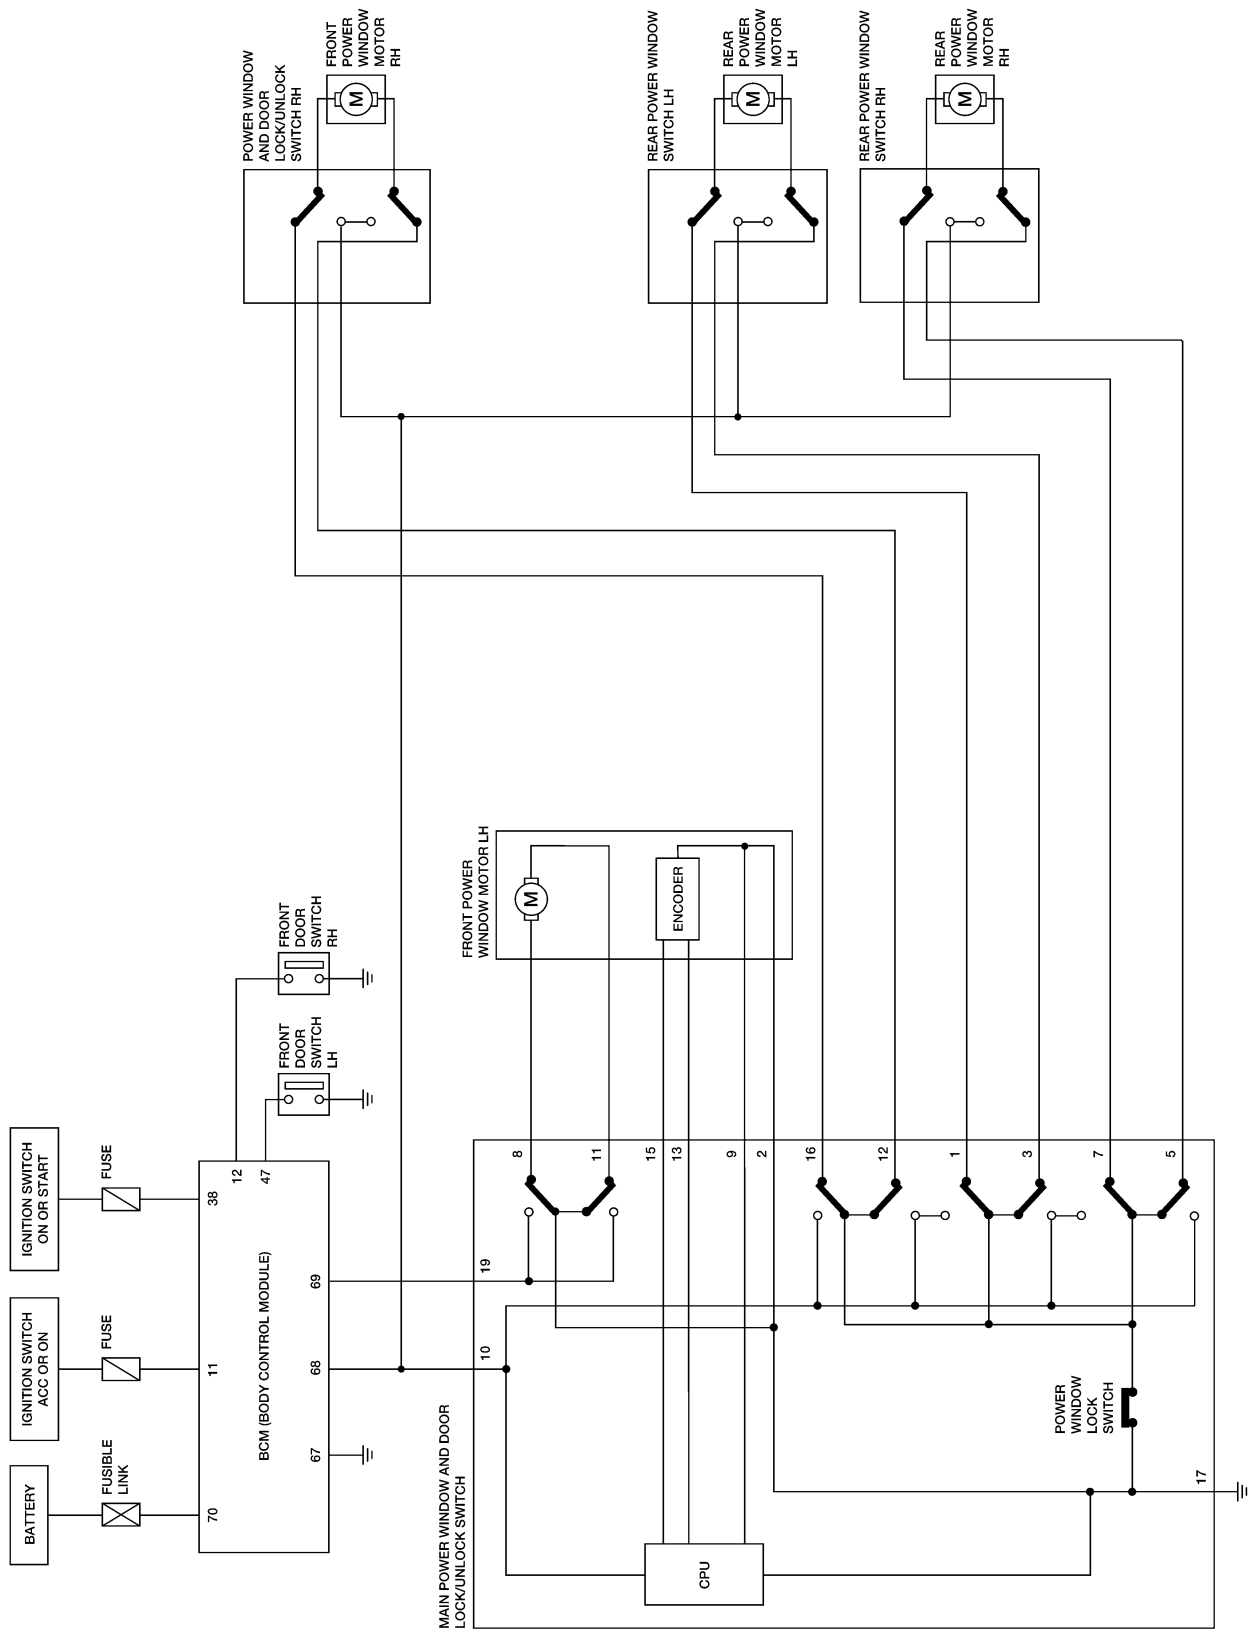 BATTERY
IGNITION SWITCH
ACC OR ON
IGNITION SWITCH
ON OR START
FUSIBLE
LINK
FUSE
FUSE
70
11
38
12
47
BCM (BODY CONTROL MODULE)
67
68
69
FRONT
DOOR
SWITCH
LH
FRONT
DOOR
SWITCH
RH
POWER WINDOW
AND DOOR
LOCK/UNLOCK
SWITCH RH
FRONT
POWER
WINDOW
MOTOR
RH
M
MAIN POWER WINDOW AND DOOR
LOCK/UNLOCK SWITCH
10
19
8
11
15
13
9
2
16
12
1
3
7
5
17
FRONT POWER
WINDOW MOTOR LH
M
ENCODER
CPU
POWER
WINDOW
LOCK
SWITCH
REAR POWER WINDOW
SWITCH LH
REAR
POWER
WINDOW
MOTOR
LH
M
REAR POWER WINDOW
SWITCH RH
REAR
POWER
WINDOW
MOTOR
RH
M